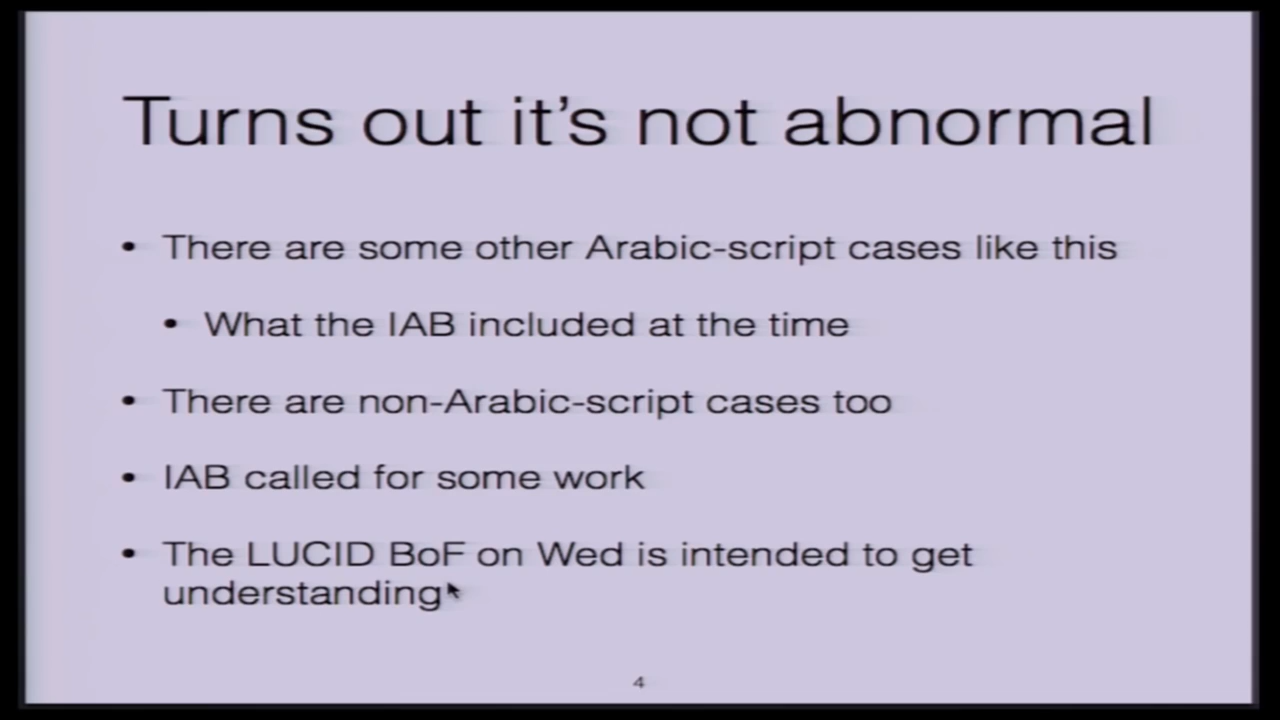 Turns out it's not abnormal
• There are some other Arabic-script cases like this
• What the IAB included at the time
• There are non-Arabic-script cases too
• IAB called for some work
• The LUCID BoF on Wed is intended to get
understanding
4